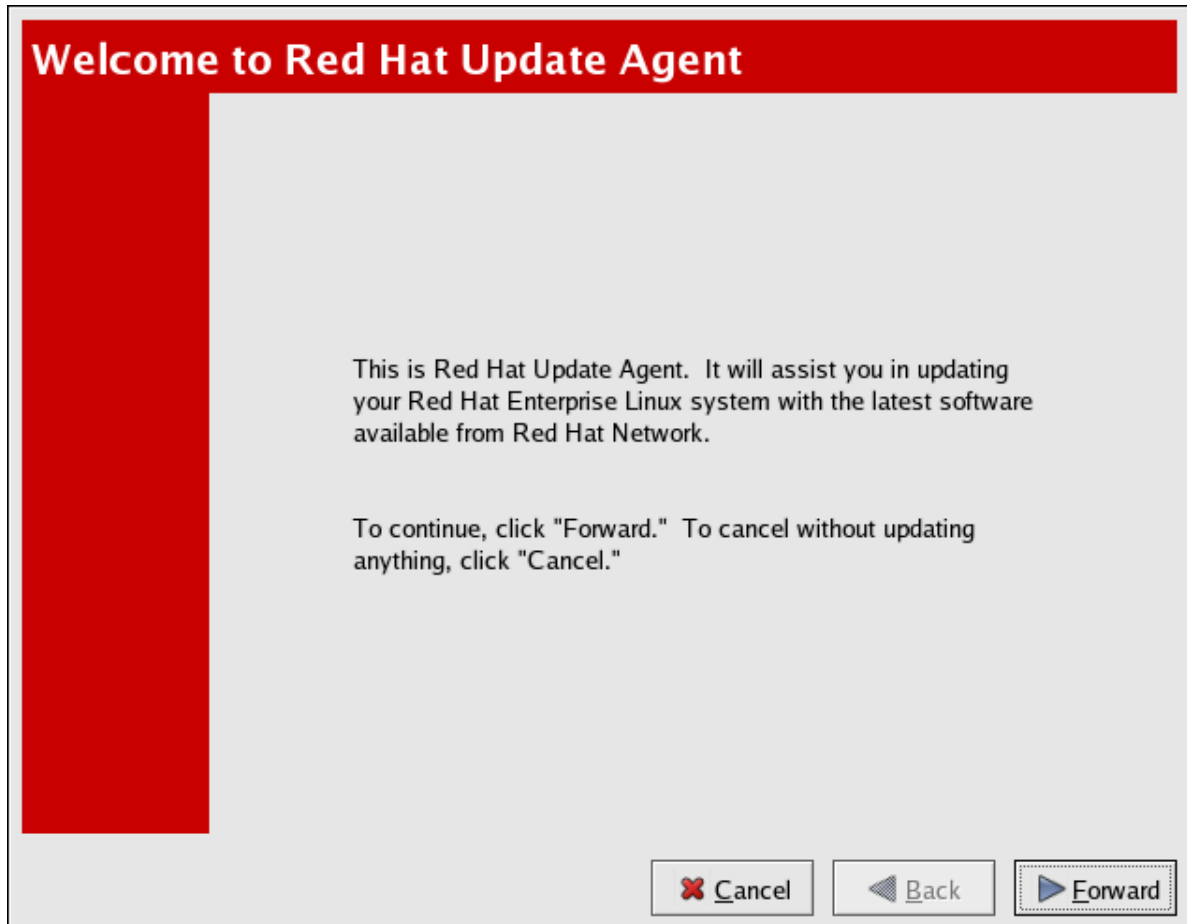 Welcome to Red Hat Update Agent
This is Red Hat Update Agent.  It will assist you in updating
your Red Hat Enterprise Linux system with the latest software
available from Red Hat Network.
To continue, click "Forward."  To cancel without updating
anything, click "Cancel."
Cancel
Back
Forward